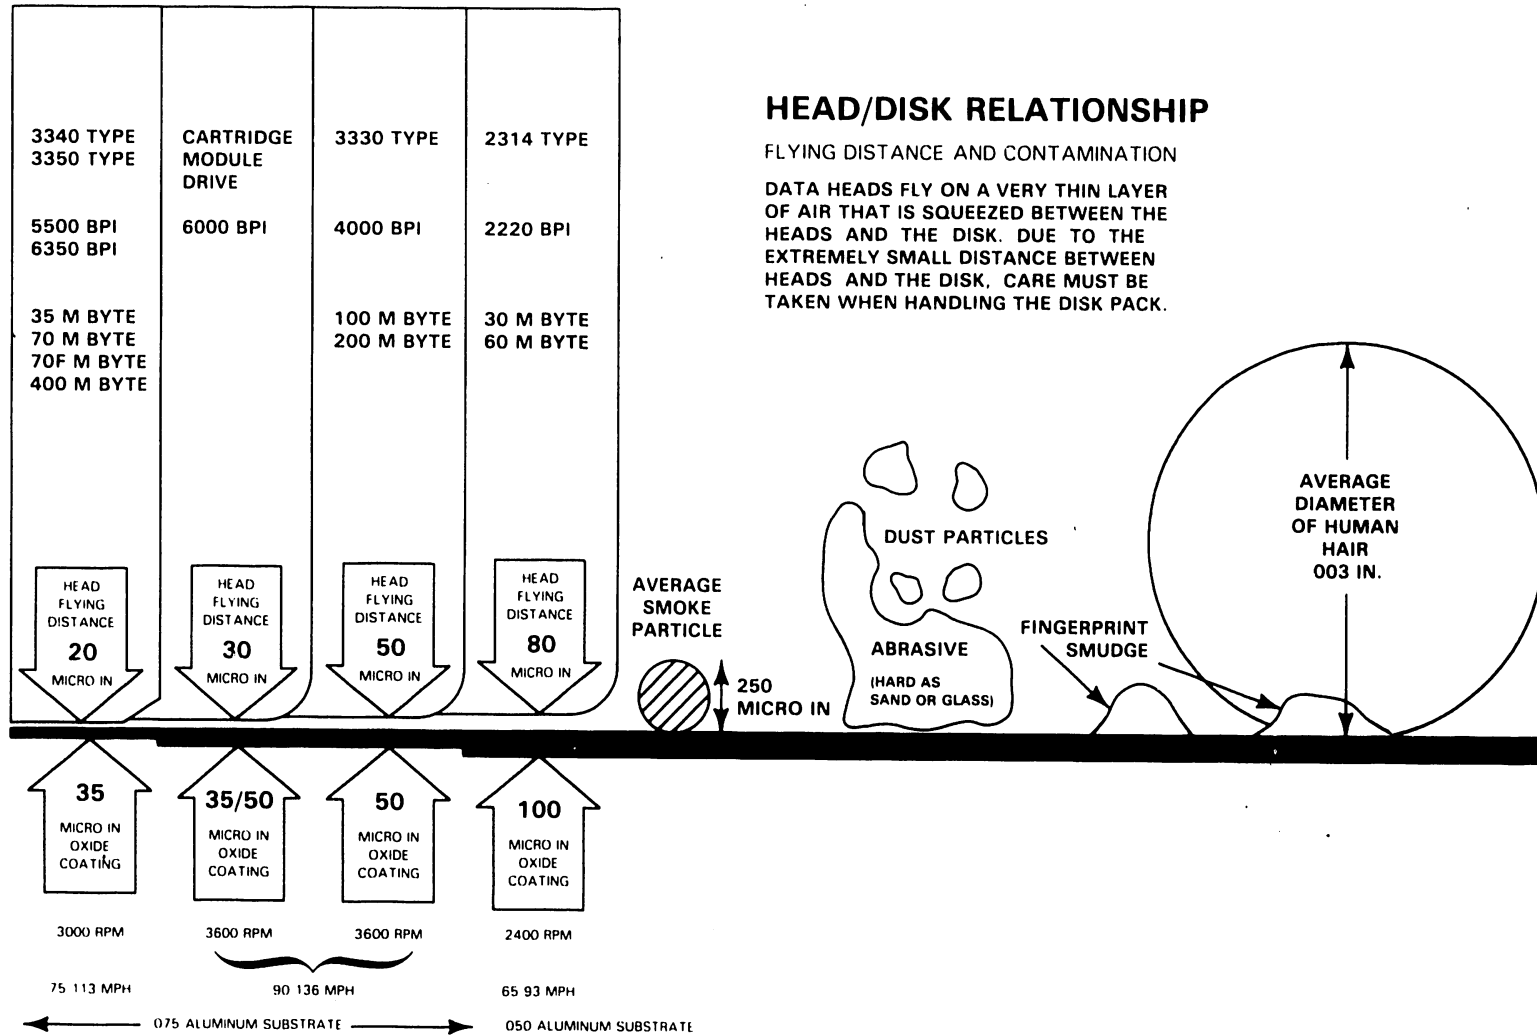 HEAD/DISK RELATIONSHIP
FLYING DISTANCE AND CONTAMINATION
DATA HEADS FLY ON A VERY THIN LAYER
OF AIR THAT IS SQUEEZED BETWEEN THE
HEADS AND THE DISK. DUE TO THE
EXTREMELY SMALL DISTANCE BETWEEN
HEADS AND THE DISK, CARE MUST BE
TAKEN WHEN HANDLING THE DISK PACK.
3340 TYPE
3350 TYPE
5500 BPI
6350 BPI
35 M BYTE
70 M BYTE
70F M BYTE
400 M BYTE
HEAD
FLYING
DISTANCE
20
MICRO IN
CARTRIDGE
MODULE
DRIVE
6000 BPI
HEAD
FLYING
DISTANCE
30
MICRO IN
3330 TYPE
4000 BPI
100 M BYTE
200 M BYTE
HEAD
FLYING
DISTANCE
50
MICRO IN
2314 TYPE
2220 BPI
30 M BYTE
60 M BYTE
HEAD
FLYING
DISTANCE
80
MICRO IN
AVERAGE
SMOKE
PARTICLE
250
MICRO IN
DUST PARTICLES
ABRASIVE
(HARD AS
SAND OR GLASS)
FINGERPRINT
SMUDGE
AVERAGE
DIAMETER
OF HUMAN
HAIR
003 IN.
35
MICRO IN
OXIDE
COATING
35/50
MICRO IN
OXIDE
COATING
50
MICRO IN
OXIDE
COATING
100
MICRO IN
OXIDE
COATING
3000 RPM
3600 RPM
3600 RPM
2400 RPM
75 113 MPH
90 136 MPH
65 93 MPH
075 ALUMINUM SUBSTRATE
050 ALUMINUM SUBSTRATE